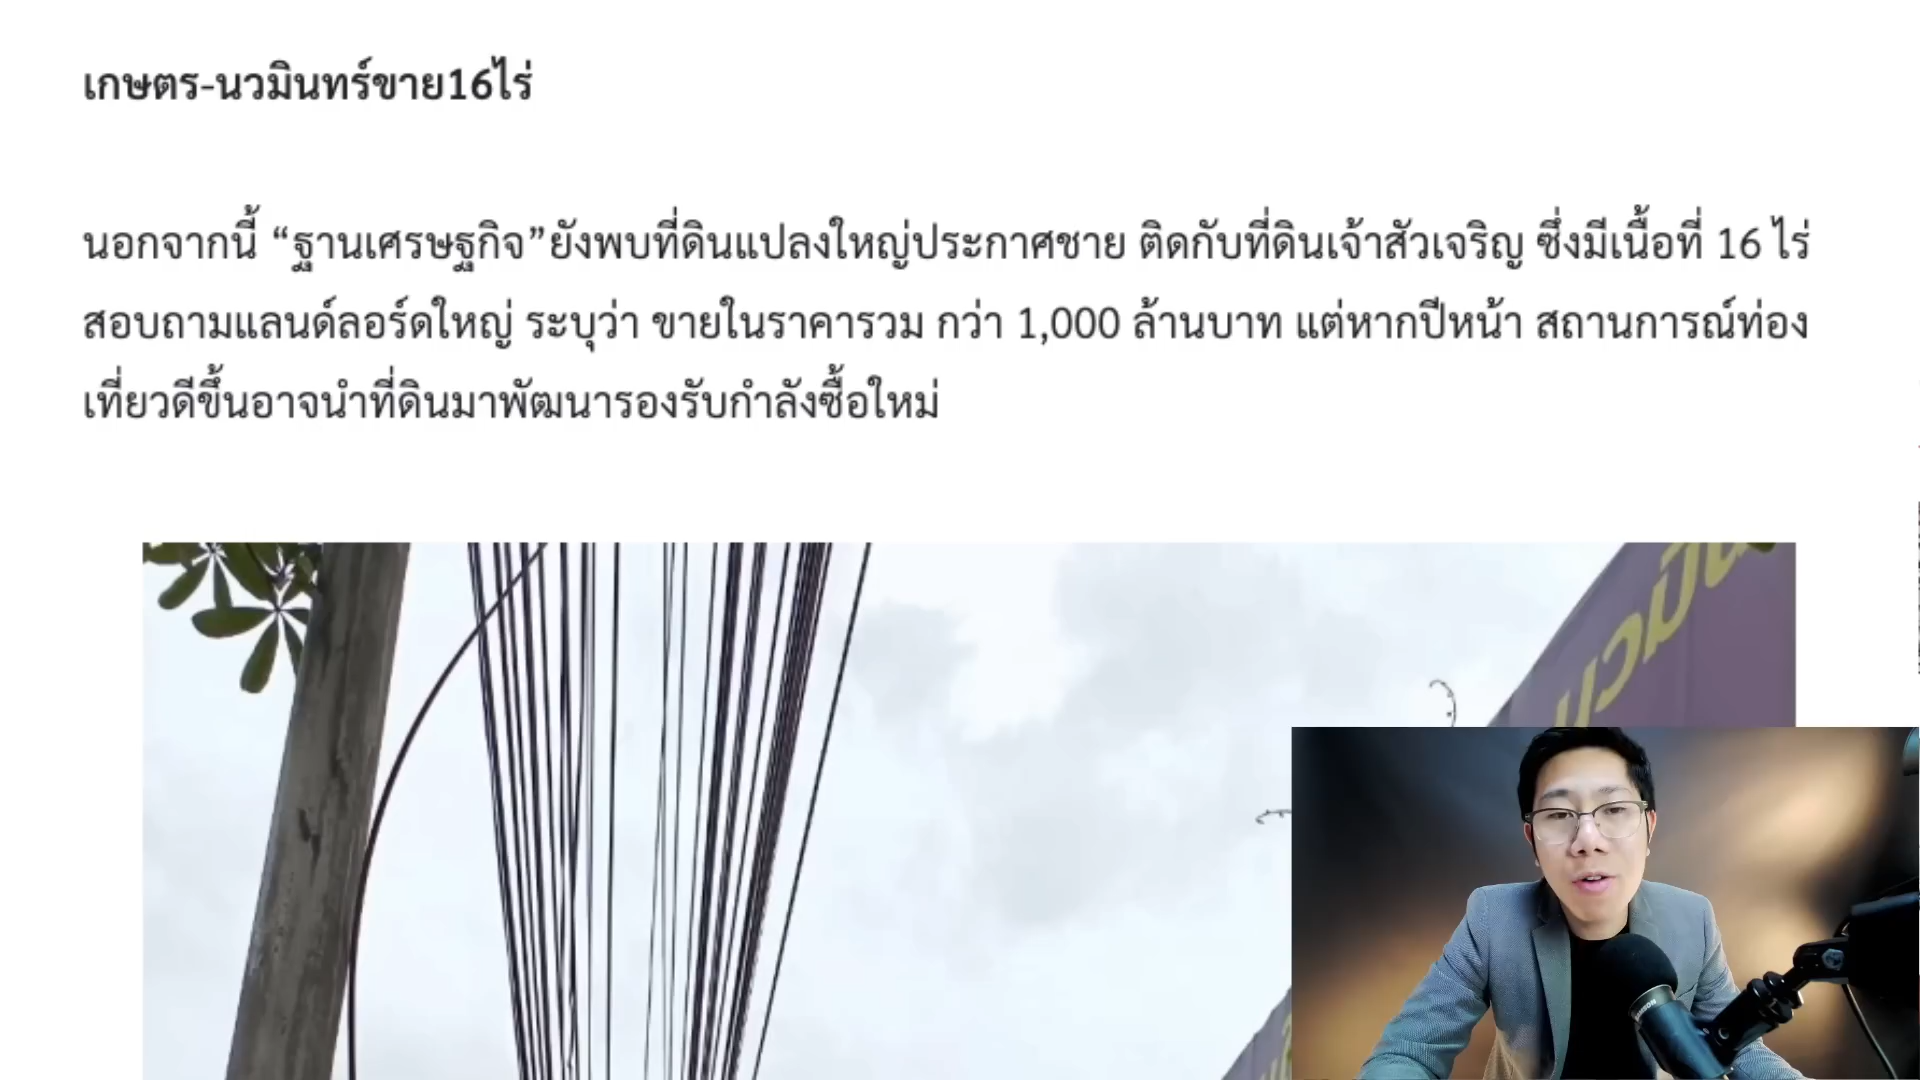 เกษตร-นวมินทร์ขาย16ไร่
นอกจากนี้ “ฐานเศรษฐกิจ”ยังพบที่ดินแปลงใหญ่ประกาศชาย ติดกับที่ดินเจ้าสัวเจริญ ซึ่งมีเนื้อที่ 16 ไร่
สอบถามแลนด์ลอร์ดใหญ่ ระบุว่า ขายในราคารวม กว่า 1,000 ล้านบาท แต่หากปีหน้า สถานการณ์ท่อง
เที่ยวดีขึ้นอาจนำที่ดินมาพัฒนารองรับกำลังซื้อใหม่